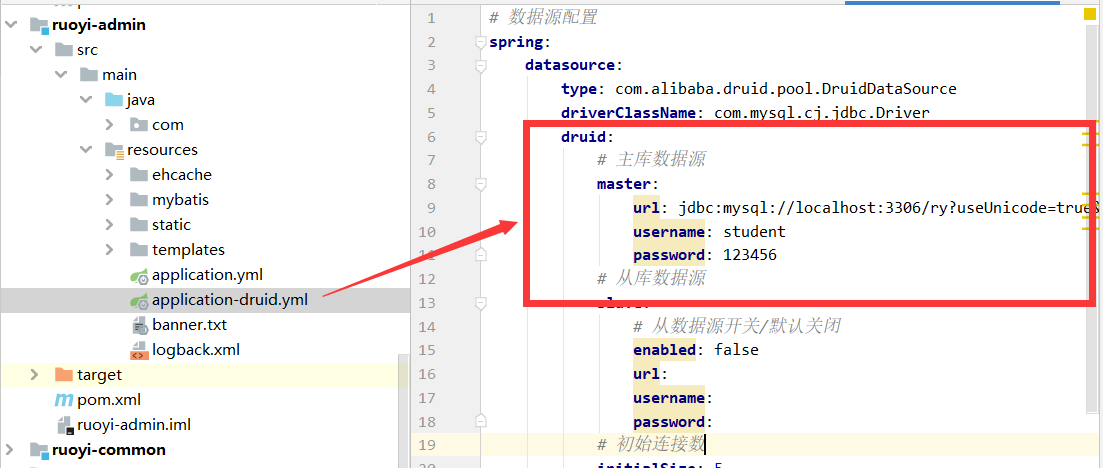 ruoyi-admin
src
main
java
com
resources
ehcache
mybatis
static
templates
application.yml
application-druid.yml
banner.txt
logback.xml
target
pom.xml
ruoyi-admin.iml
ruoyi-common
1 # 数据源配置
2 spring:
3 datasource:
4 type: com.alibaba.druid.pool.DruidDataSource
5 driverClassName: com.mysql.cj.jdbc.Driver
6 druid:
7 # 主库数据源
8 master:
9 url: jdbc:mysql://localhost:3306/ry?useUnicode=true&
10 username: student
11 password: 123456
12 # 从库数据源
13
14 # 从数据源开关/默认关闭
15 enabled: false
16 url:
17 username:
18 password:
19 # 初始连接数
20 initialSize: 5